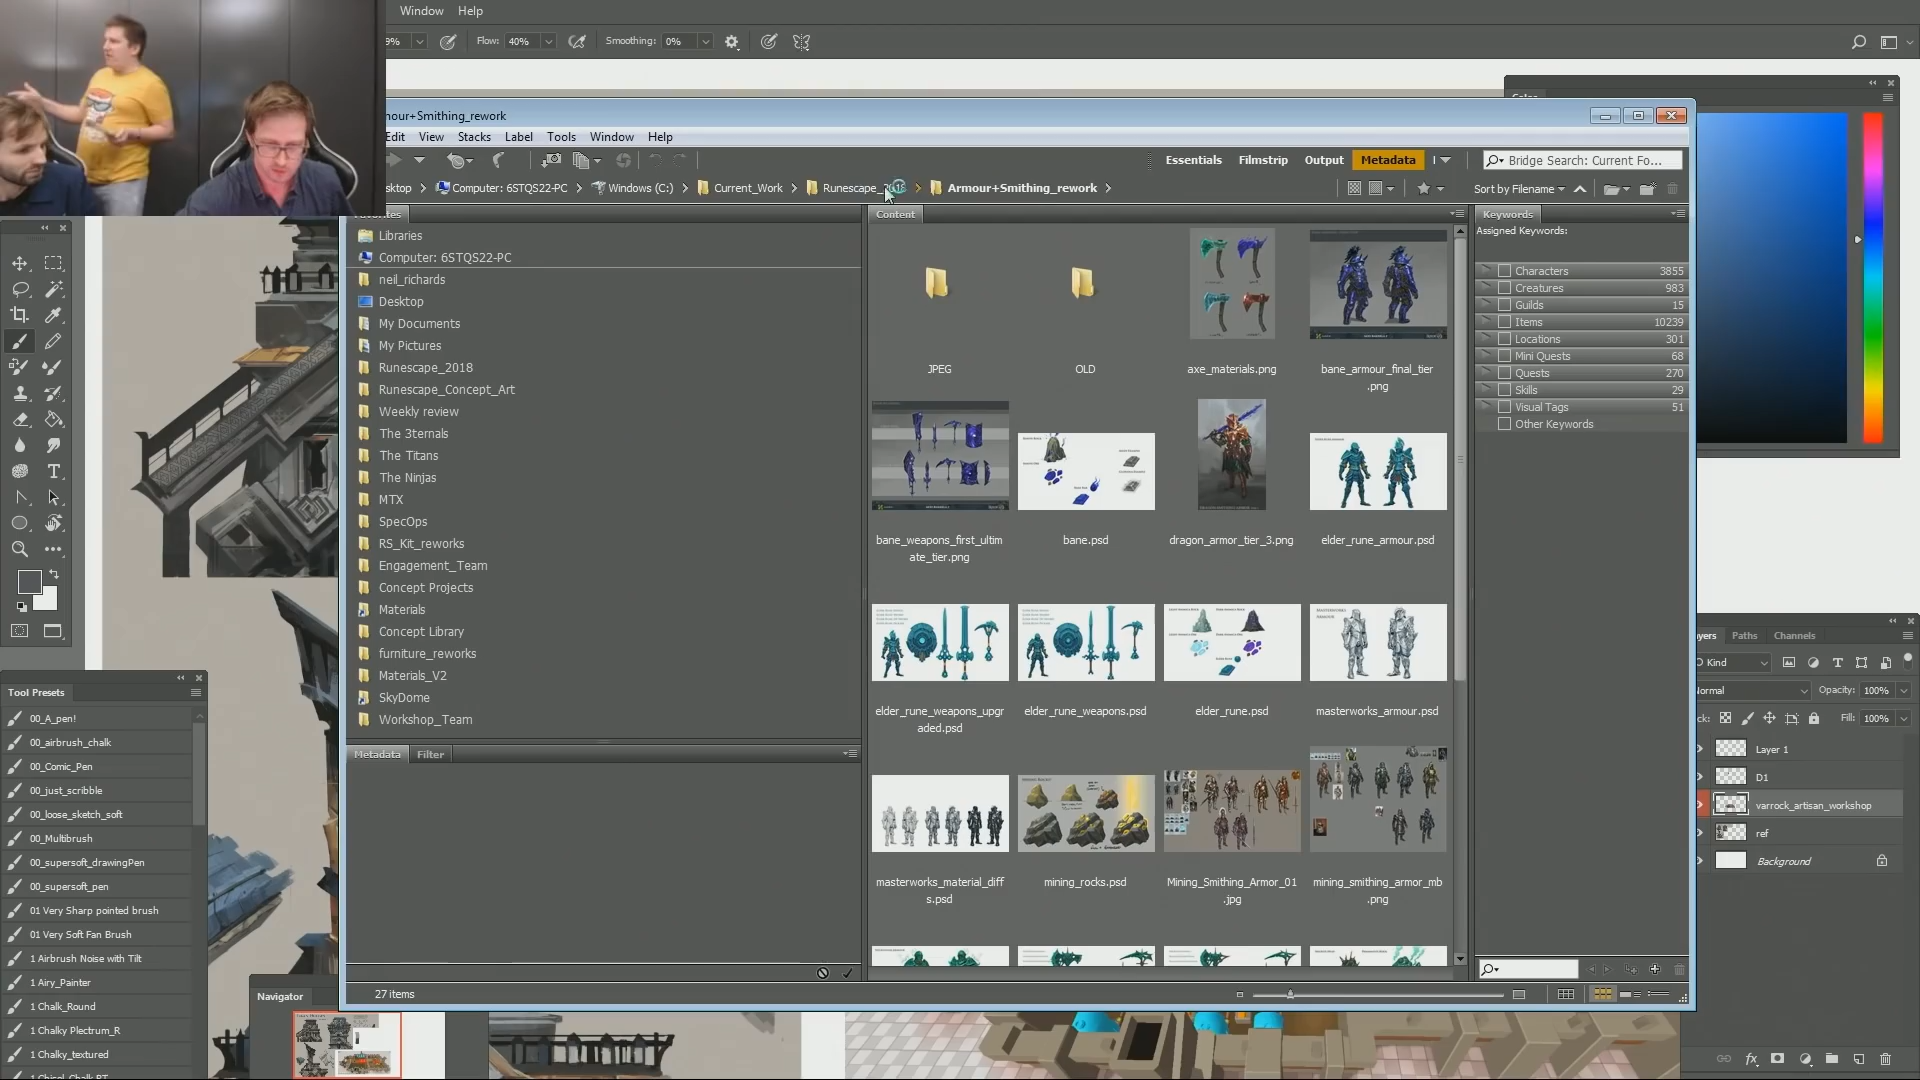 Window Help
9% Flow: 40% Smoothing: 0%
Armour+Smithing_rework
Edit View Stacks Label Tools Window Help
Essentials Filmstrip Output Metadata Bridge Search: Current Fo...
Computer: 6STQS22-PC Windows (C:) Current_Work Armour+Smithing_rework Sort by Filename
Favorites Content Keywords
Assigned Keywords:
Libraries
Computer: 6STQS22-PC
neil_richards
Desktop
My Documents
My Pictures
Runescape_2018
Runescape_Concept_Art
Weekly review
The 3ternals
The Titans
The Ninjas
MTX
SpecOps
RS_Kit_reworks
Engagement_Team
Concept Projects
Materials
Concept Library
furniture_reworks
Materials_V2
SkyDome
Workshop_Team
Metadata Filter
27 items
JPEG OLD axe_materials.png bane_armour_final_tier
.png
bane_weapons_first_ultim
ate_tier.png
bane.psd dragon_armor_tier_3.png elder_rune_armour.psd
elder_rune_weapons_upgr
aded.psd
elder_rune_weapons.psd elder_rune.psd masterworks_armour.psd
masterworks_material_diff
s.psd
mining_rocks.psd Mining_Smithing_Armor_01
.jpg
mining_smithing_armor_mb
.png
Characters 3855
Creatures 983
Guilds 15
Items 10239
Locations 301
Mini Quests 68
Quests 270
Skills 29
Visual Tags 51
Other Keywords
Tool Presets
00_A_pen!
00_airbrush_chalk
00_Comic_Pen
00_just_scribble
00_loose_sketch_soft
00_Multibrush
00_supersoft_drawingPen
00_supersoft_pen
01 Very Sharp pointed brush
01 Very Soft Fan Brush
1 Airbrush Noise with Tilt
1 Airy_Painter
1 Chalk_Round
1 Chalky Plectrum_R
1 Chalky_textured
Navigator
Paths Channels
Kind
Normal Opacity: 100%
Fill: 100%
Layer 1
D1
varrock_artisan_workshop
ref
Background